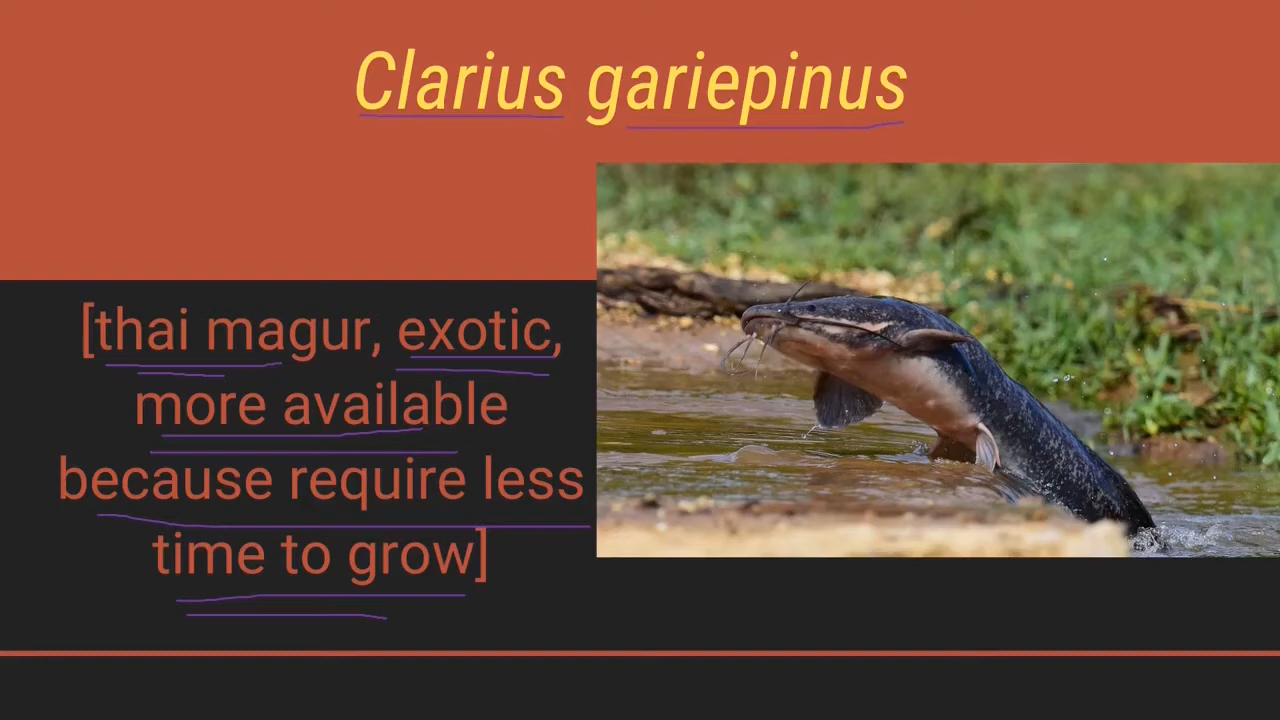 Clarius gariepinus
[thai magur, exotic,
more available
because require less
time to grow]